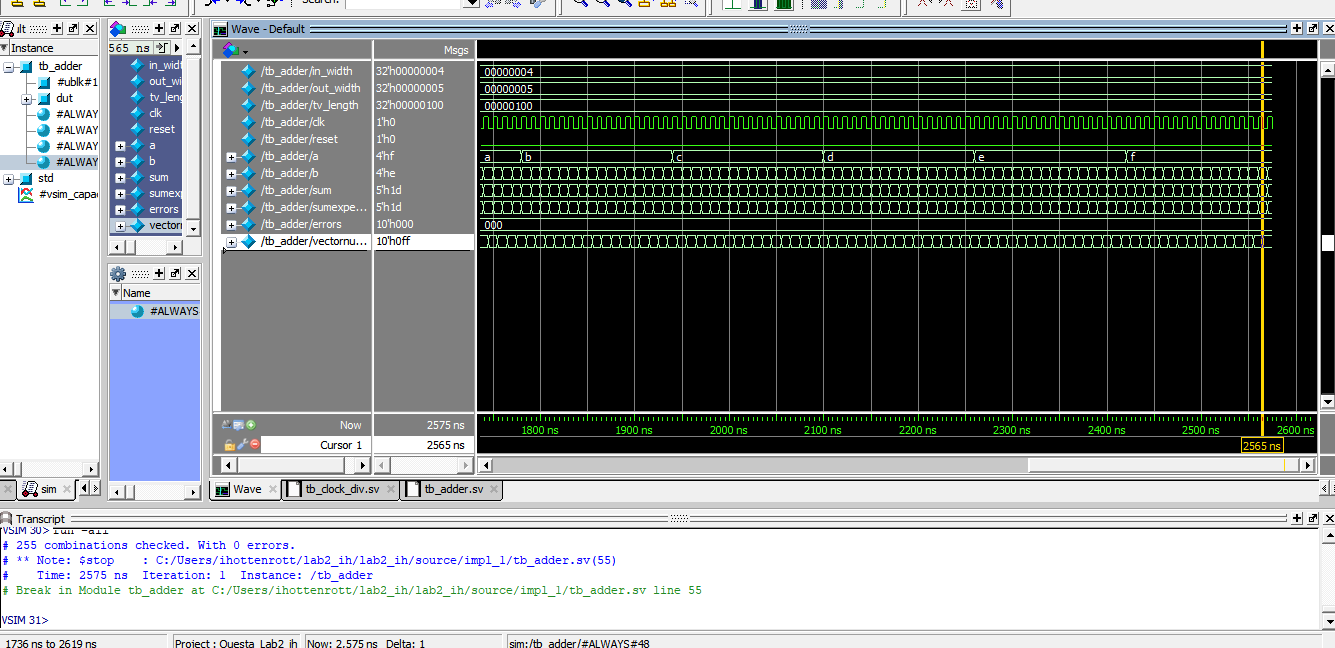 Search:
Wave - Default
Instance
565 ns
Msgs
tb_adder
#ublk#1
dut
#ALWAY
#ALWAY
#ALWAY
#ALWAY
std
#vsim_capa
in_widt
out_wi
tv_leng
clk
reset
a
b
sum
sumexp
errors
vectorn
Name
#ALWAYS
/tb_adder/in_width 32'h00000004 00000004
/tb_adder/out_width 32'h00000005 00000005
/tb_adder/tv_length 32'h00000100 00000100
/tb_adder/clk 1'h0
/tb_adder/reset 1'h0
/tb_adder/a 4'hf a b c d e f
/tb_adder/b 4'he
/tb_adder/sum 5'h1d
/tb_adder/sumexpe... 5'h1d
/tb_adder/errors 10'h000 000
/tb_adder/vectornu... 10'h0ff
Now 2575 ns
1800 ns 1900 ns 2000 ns 2100 ns 2200 ns 2300 ns 2400 ns 2500 ns 2600 ns
Cursor 1 2565 ns 2565 ns
sim
Wave tb_clock_div.sv tb_adder.sv
Transcript
VSIM 30> run -all
# 255 combinations checked. With 0 errors.
# ** Note: $stop : C:/Users/ihottenrott/lab2_ih/lab2_ih/source/impl_1/tb_adder.sv(55)
# Time: 2575 ns Iteration: 1 Instance: /tb_adder
# Break in Module tb_adder at C:/Users/ihottenrott/lab2_ih/lab2_ih/source/impl_1/tb_adder.sv line 55
VSIM 31>
1736 ns to 2619 ns Project : Questa_Lab2_ih Now: 2,575 ns Delta: 1 sim:/tb_adder/#ALWAYS#48